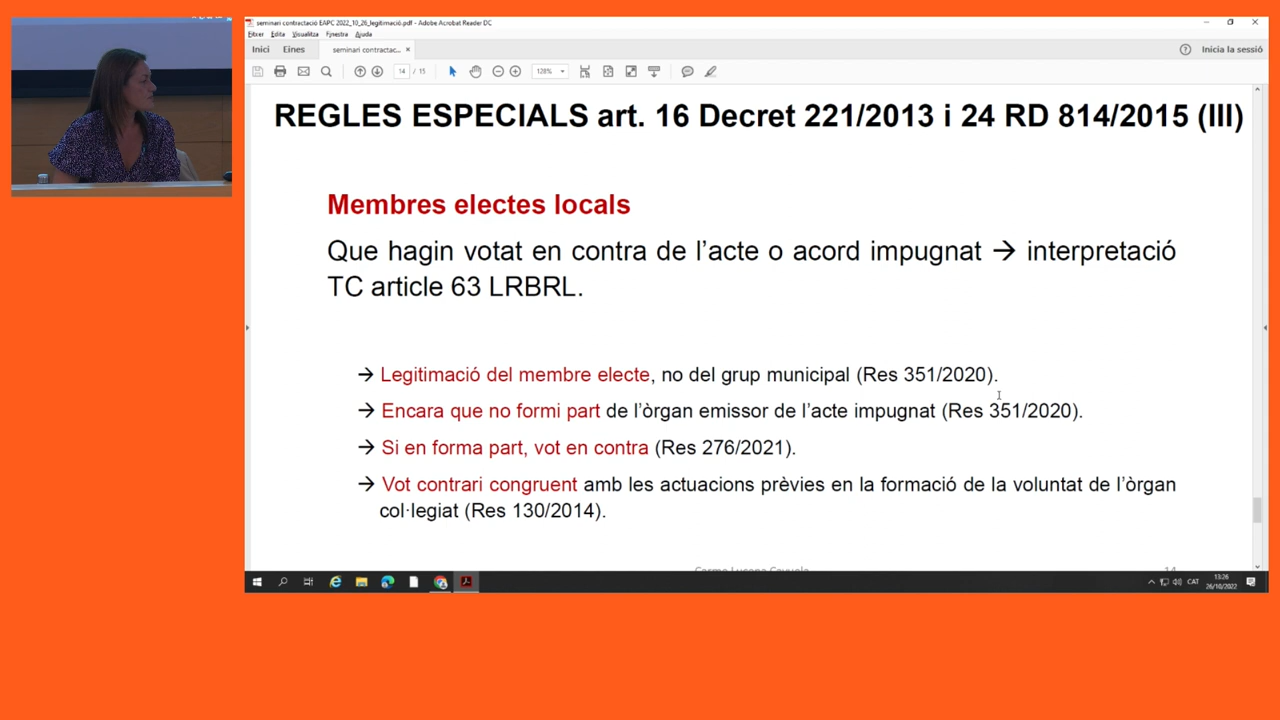 seminari contractació EAPC 2022_10_26_legitimació.pdf - Adobe Acrobat Reader DC
Fitxer Edita Visualitza Finestra Ajuda
Inici Eines seminari contractac... × Inicia la sessió
14 / 15 128%
REGLES ESPECIALS art. 16 Decret 221/2013 i 24 RD 814/2015 (III)
Membres electes locals
Que hagin votat en contra de l’acte o acord impugnat → interpretació
TC article 63 LRBRL.
→ Legitimació del membre electe, no del grup municipal (Res 351/2020).
→ Encara que no formi part de l’òrgan emissor de l’acte impugnat (Res 351/2020).
→ Si en forma part, vot en contra (Res 276/2021).
→ Vot contrari congruent amb les actuacions prèvies en la formació de la voluntat de l’òrgan
col·legiat (Res 130/2014).
CAT 13:26
26/10/2022